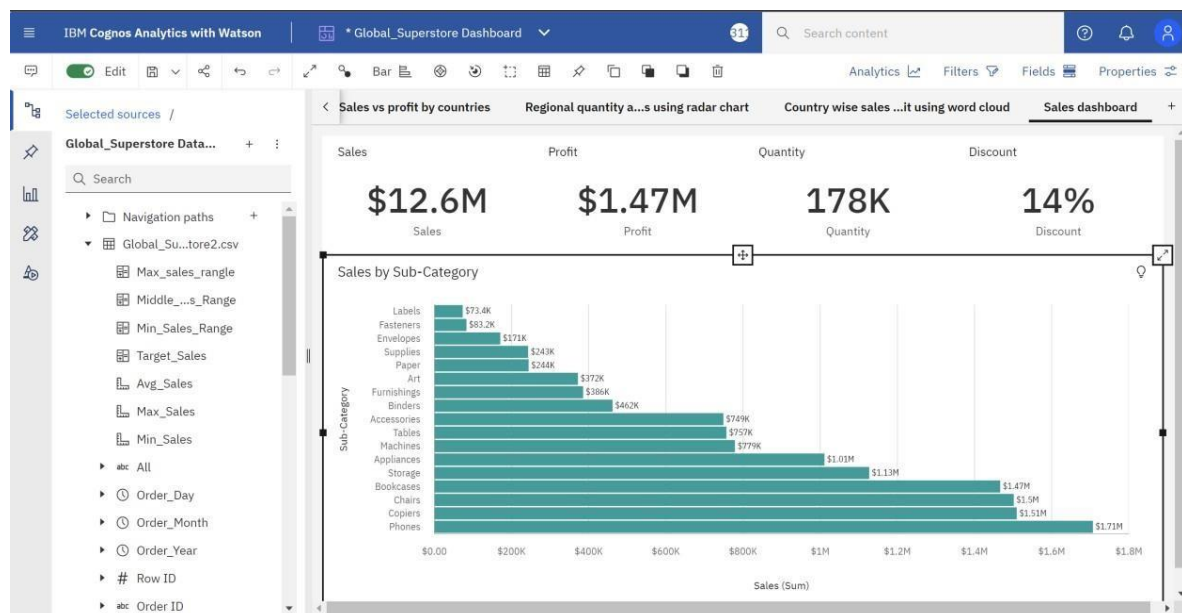 IBM Cognos Analytics with Watson
* Global_Superstore Dashboard
Search content
Edit
Bar
Analytics
Filters
Fields
Properties
Selected sources /
Global_Superstore Data...
Search
Navigation paths
Global_Su...tore2.csv
Max_sales_rangle
Middle_...s_Range
Min_Sales_Range
Target_Sales
Avg_Sales
Max_Sales
Min_Sales
abc All
Order_Day
Order_Month
Order_Year
# Row ID
abc Order ID
Sales vs profit by countries
Regional quantity a...s using radar chart
Country wise sales ...it using word cloud
Sales dashboard
Sales
Profit
Quantity
Discount
$12.6M
$1.47M
178K
14%
Sales
Profit
Quantity
Discount
Sales by Sub-Category
Sub-Category
Labels $73.4K
Fasteners $83.2K
Envelopes $171K
Supplies $243K
Paper $244K
Art $372K
Furnishings $386K
Binders $462K
Accessories $749K
Tables $757K
Machines $779K
Appliances $1.01M
Storage $1.13M
Bookcases $1.47M
Chairs $1.5M
Copiers $1.51M
Phones $1.71M
$0.00 $200K $400K $600K $800K $1M $1.2M $1.4M $1.6M $1.8M
Sales (Sum)